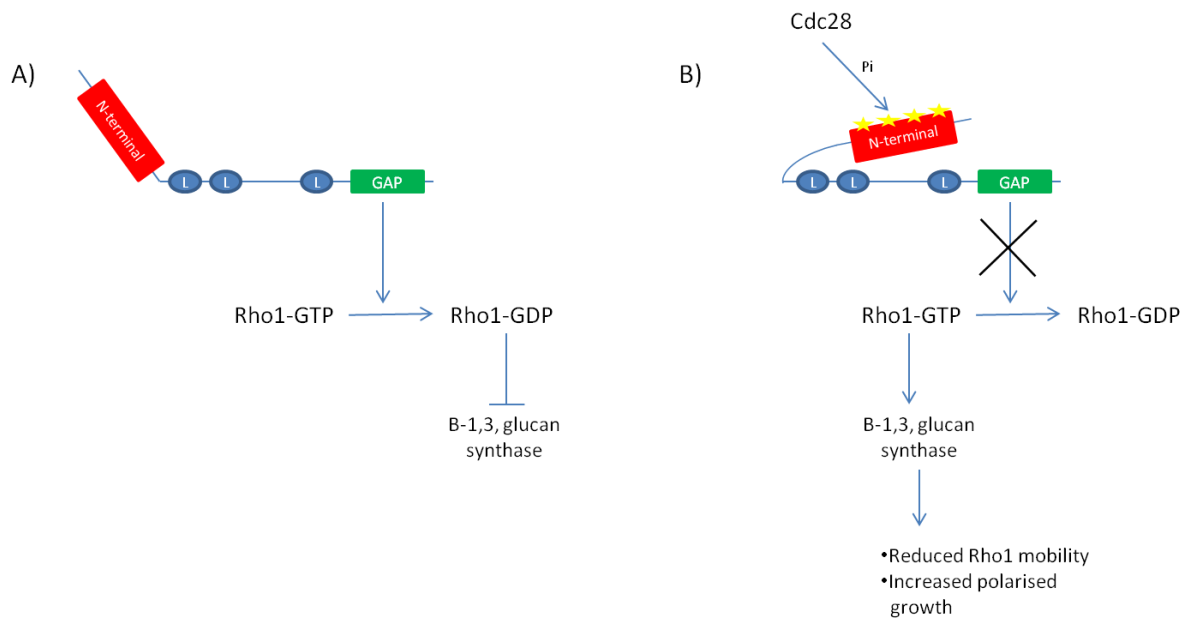 A)
N-terminal
L L L GAP
Rho1-GTP Rho1-GDP
B-1,3, glucan
synthase
B)
Cdc28
Pi
N-terminal
L L L GAP
Rho1-GTP Rho1-GDP
B-1,3, glucan
synthase
•Reduced Rho1 mobility
•Increased polarised
growth